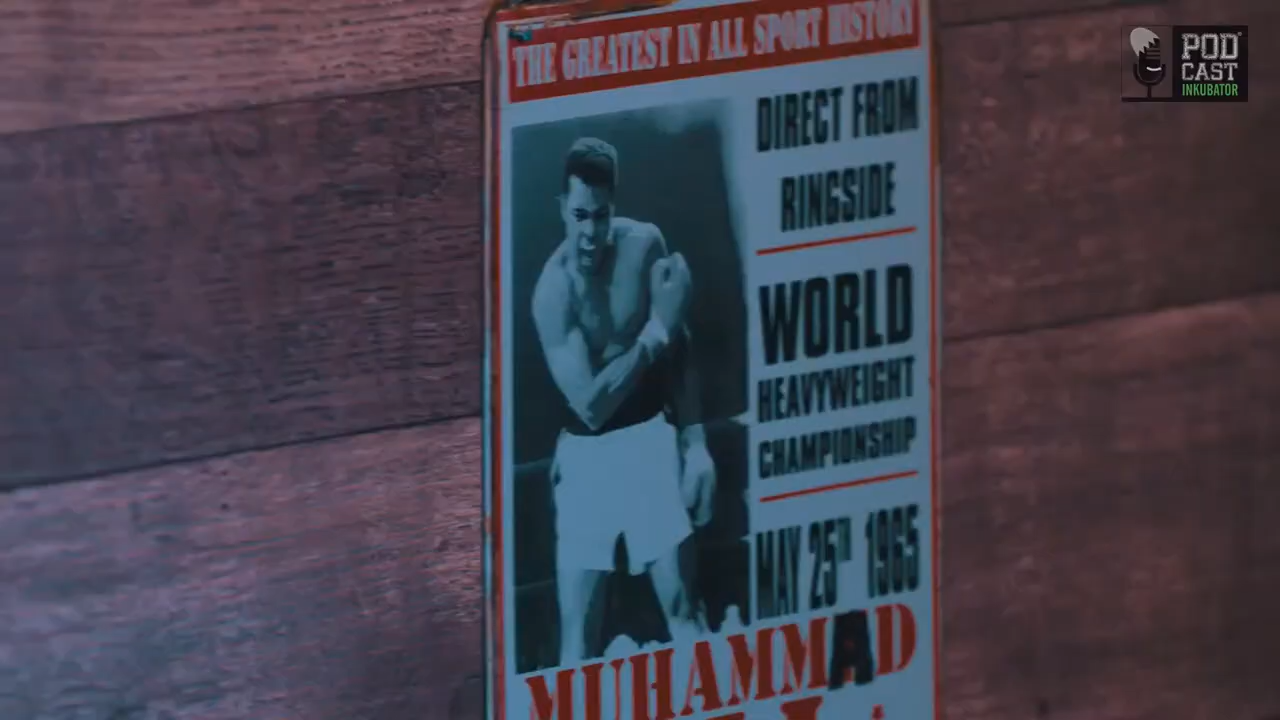 THE GREATEST IN ALL SPORT HISTORY
DIRECT FROM
RINGSIDE
WORLD
HEAVYWEIGHT
CHAMPIONSHIP
MAY 25TH 1965
MUHAMMAD
POD
CAST
INKUBATOR